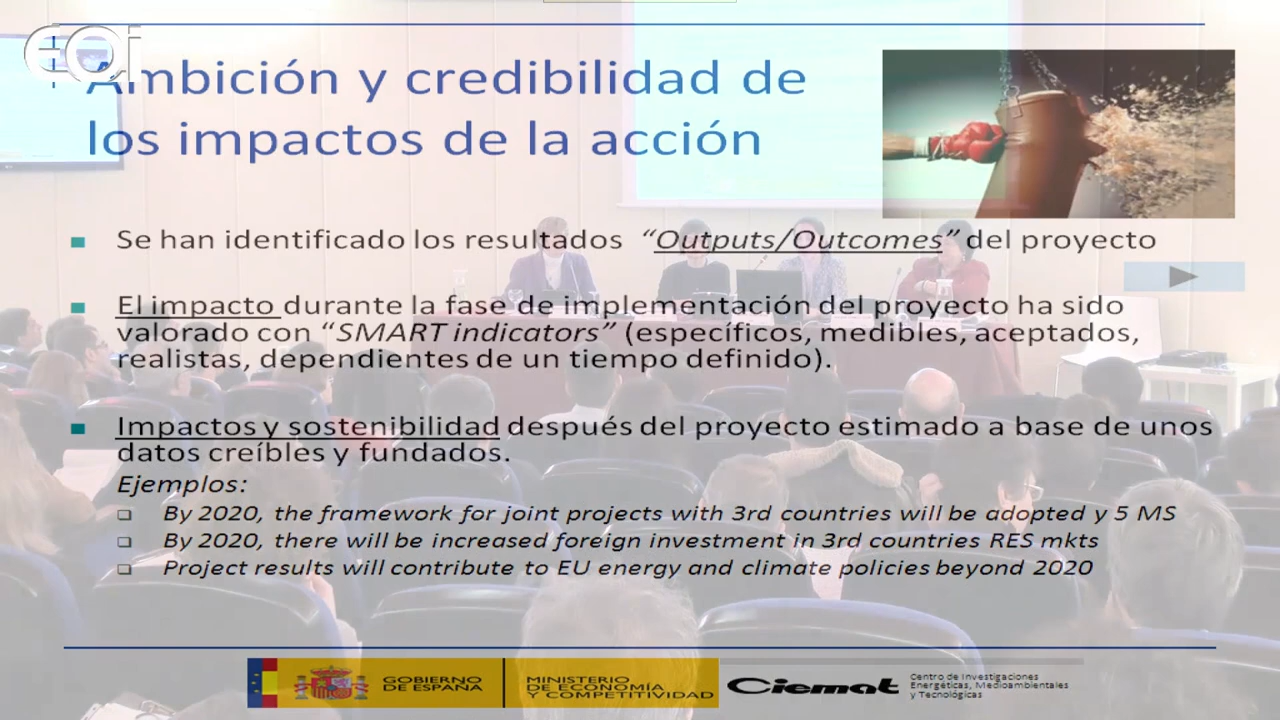 eoi
Ambición y credibilidad de
los impactos de la acción
Se han identificado los resultados “Outputs/Outcomes” del proyecto
El impacto durante la fase de implementación del proyecto ha sido
valorado con “SMART indicators” (específicos, medibles, aceptados,
realistas, dependientes de un tiempo definido).
Impactos y sostenibilidad después del proyecto estimado a base de unos
datos creíbles y fundados.
Ejemplos:
By 2020, the framework for joint projects with 3rd countries will be adopted y 5 MS
By 2020, there will be increased foreign investment in 3rd countries RES mkts
Project results will contribute to EU energy and climate policies beyond 2020
GOBIERNO
DE ESPAÑA
MINISTERIO
DE ECONOMÍA
Y COMPETITIVIDAD
Ciemat
Centro de Investigaciones
Energéticas, Medioambientales
y Tecnológicas